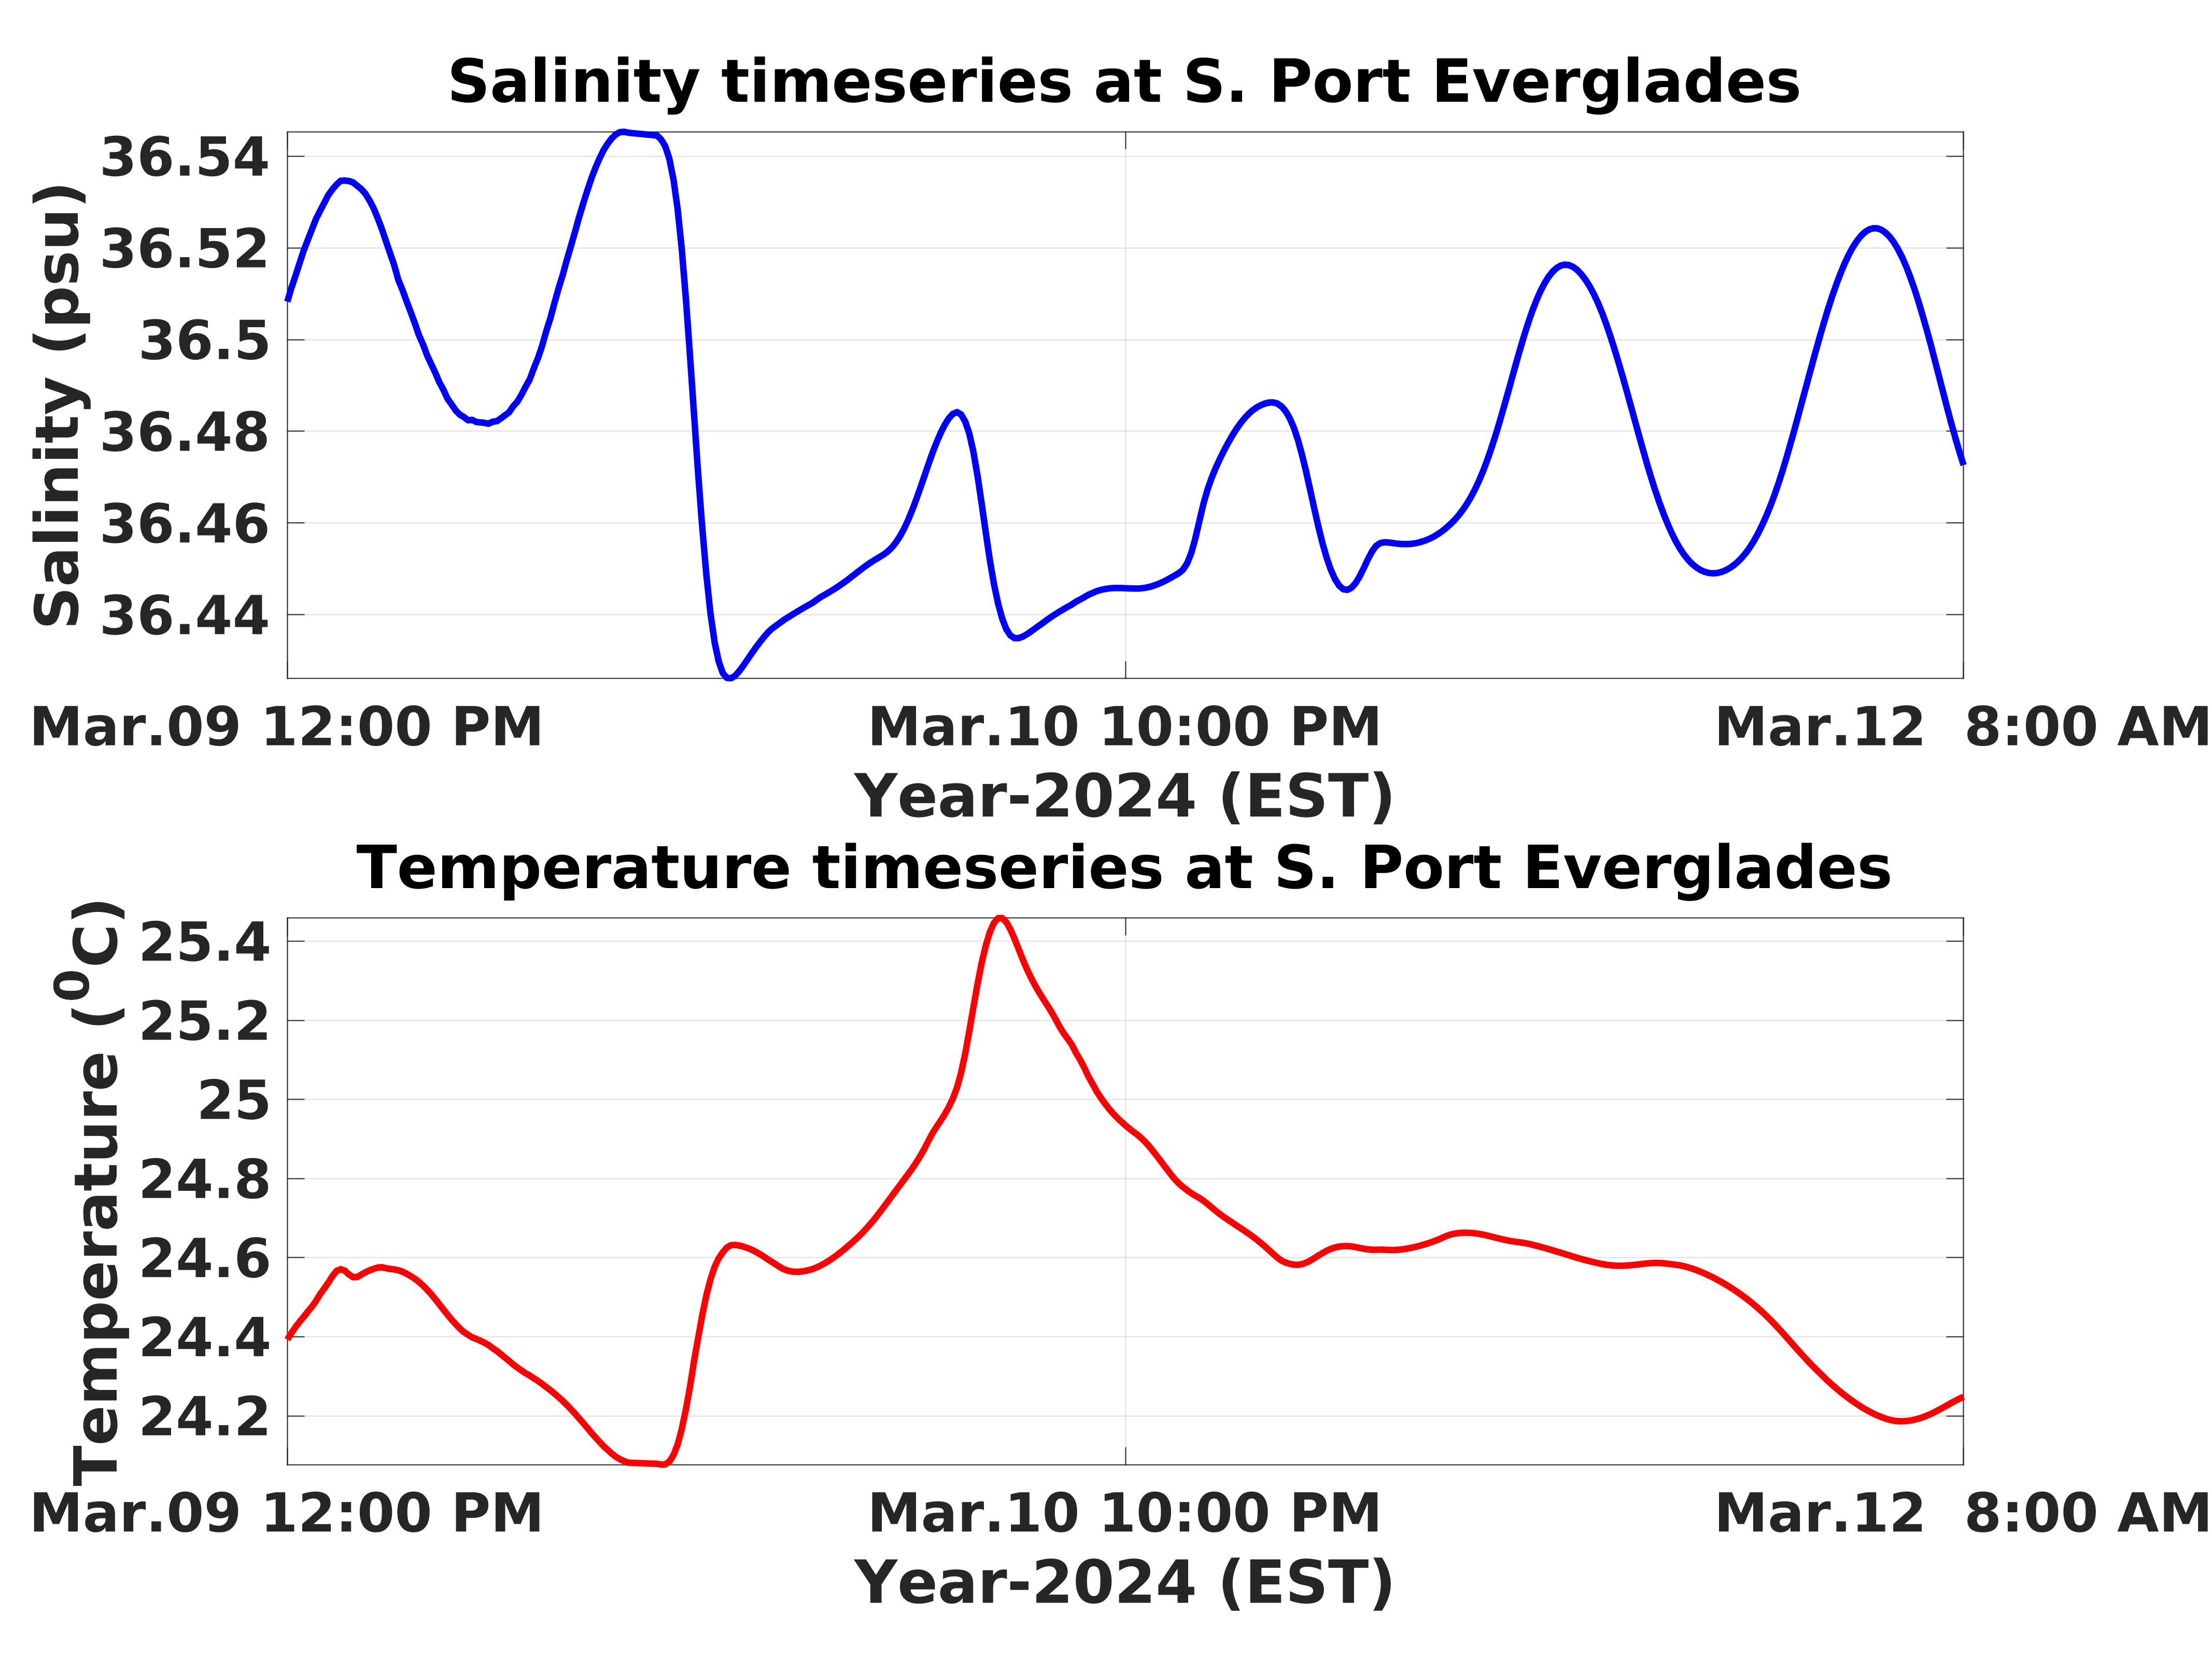 Salinity timeseries at S. Port Everglades
Salinity (psu)
36.54
36.52
36.5
36.48
36.46
36.44
Mar.09 12:00 PM
Mar.10 10:00 PM
Mar.12  8:00 AM
Year-2024 (EST)
Temperature timeseries at S. Port Everglades
Temperature (⁰C)
25.4
25.2
25
24.8
24.6
24.4
24.2
Mar.09 12:00 PM
Mar.10 10:00 PM
Mar.12  8:00 AM
Year-2024 (EST)